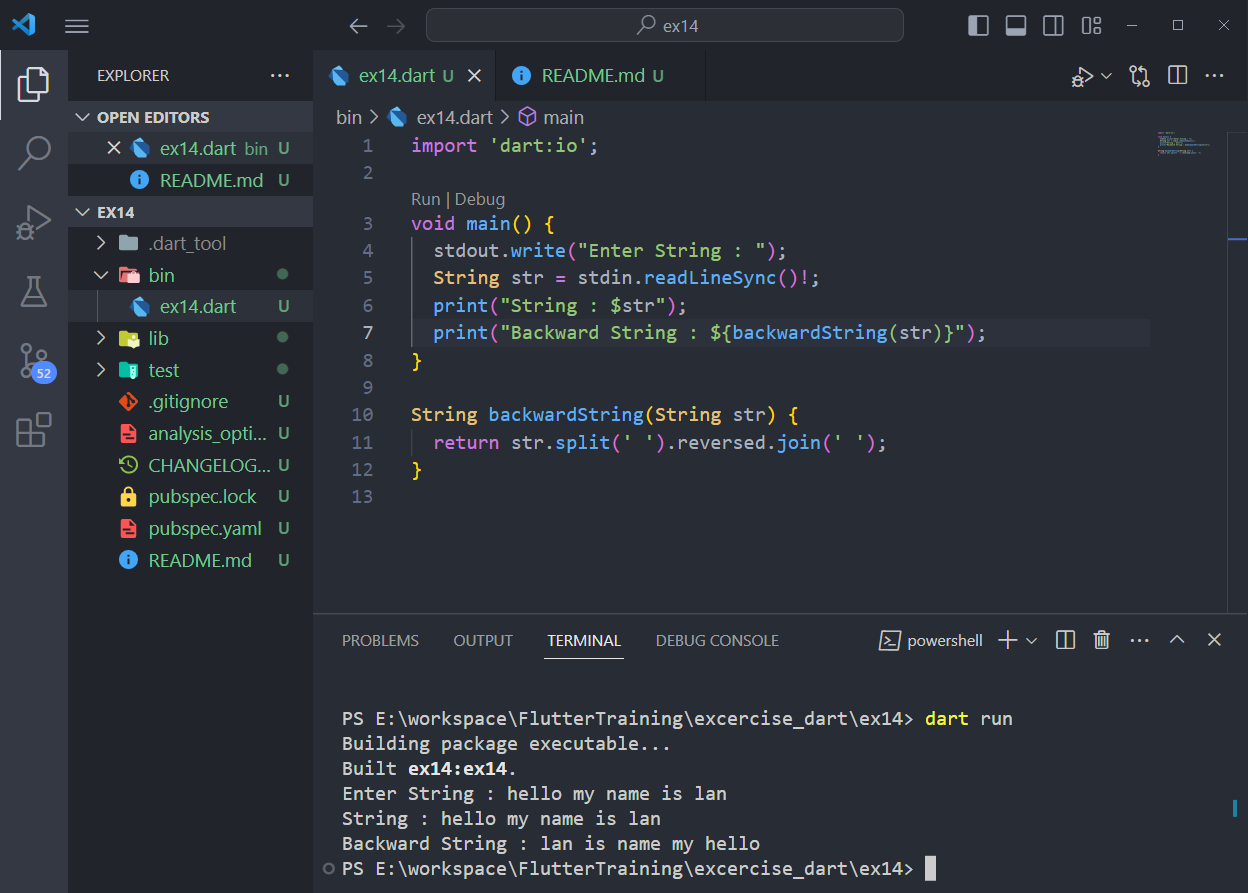 ex14
EXPLORER
OPEN EDITORS
ex14.dart bin U
README.md U
EX14
.dart_tool
bin
ex14.dart U
lib
test
.gitignore U
analysis_opti... U
CHANGELOG... U
pubspec.lock U
pubspec.yaml U
README.md U
52
ex14.dart U
README.md U
bin > ex14.dart > main
1 import 'dart:io';
2
Run | Debug
3 void main() {
4 stdout.write("Enter String : ");
5 String str = stdin.readLineSync()!;
6 print("String : $str");
7 print("Backward String : ${backwardString(str)}");
8 }
9
10 String backwardString(String str) {
11 return str.split(' ').reversed.join(' ');
12 }
13
PROBLEMS OUTPUT TERMINAL DEBUG CONSOLE powershell
PS E:\workspace\FlutterTraining\excercise_dart\ex14> dart run
Building package executable...
Built ex14:ex14.
Enter String : hello my name is lan
String : hello my name is lan
Backward String : lan is name my hello
PS E:\workspace\FlutterTraining\excercise_dart\ex14>